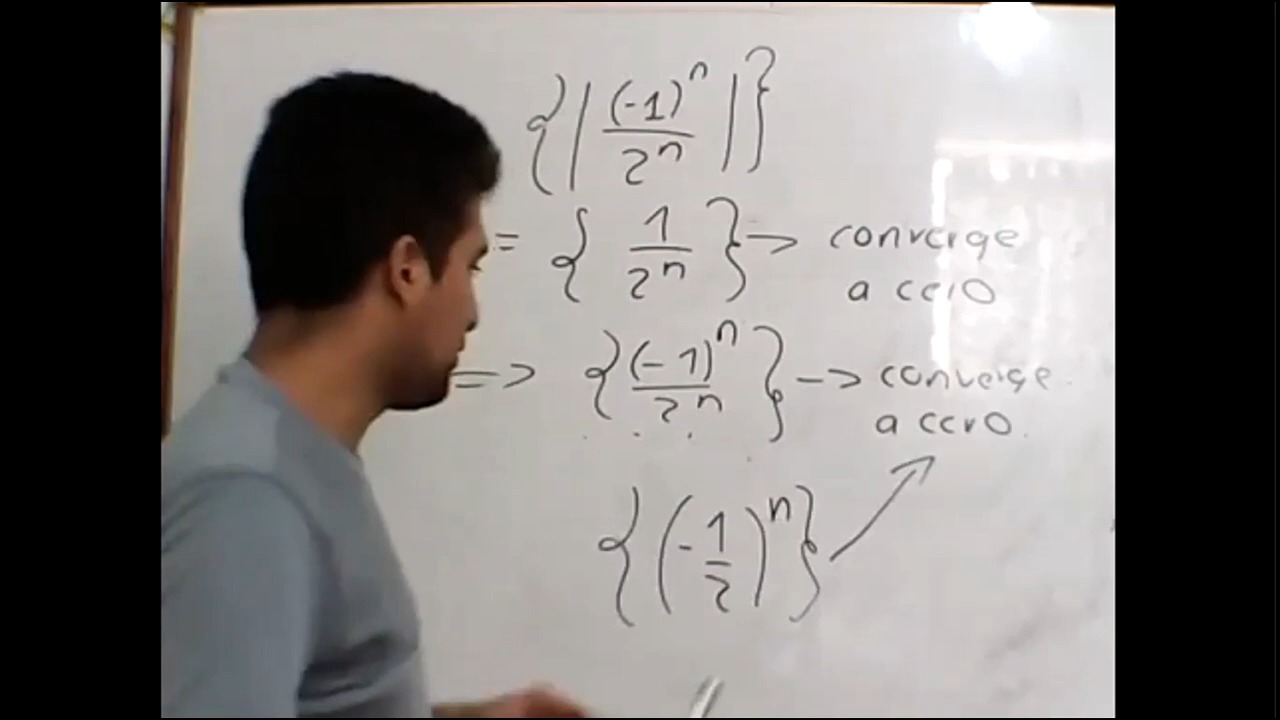 {|(-1)^n / 2^n|}
= {1 / 2^n} → converge
a cero
=> {(-1)^n / 2^n} → converge
a cero.
{(-1/2)^n}